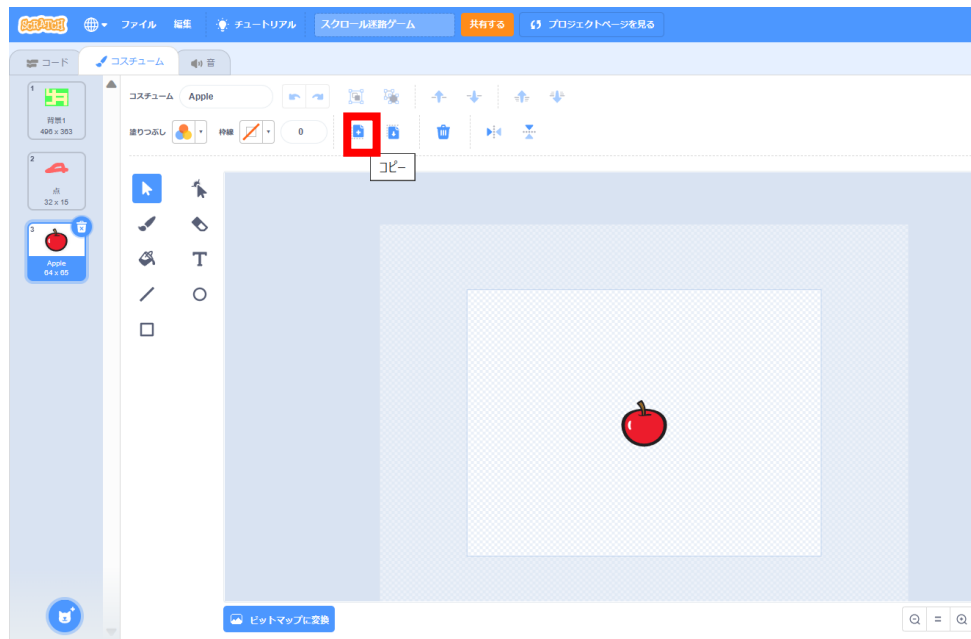 SCRATCH ファイル 編集 チュートリアル スクロール迷路ゲーム 共有する プロジェクトページを見る
コード コスチューム 音
1
背景1
496 x 363
2
点
32 x 15
3
Apple
64 x 65
コスチューム Apple
塗りつぶし 枠線 0
コピー
T
ビットマップに変換